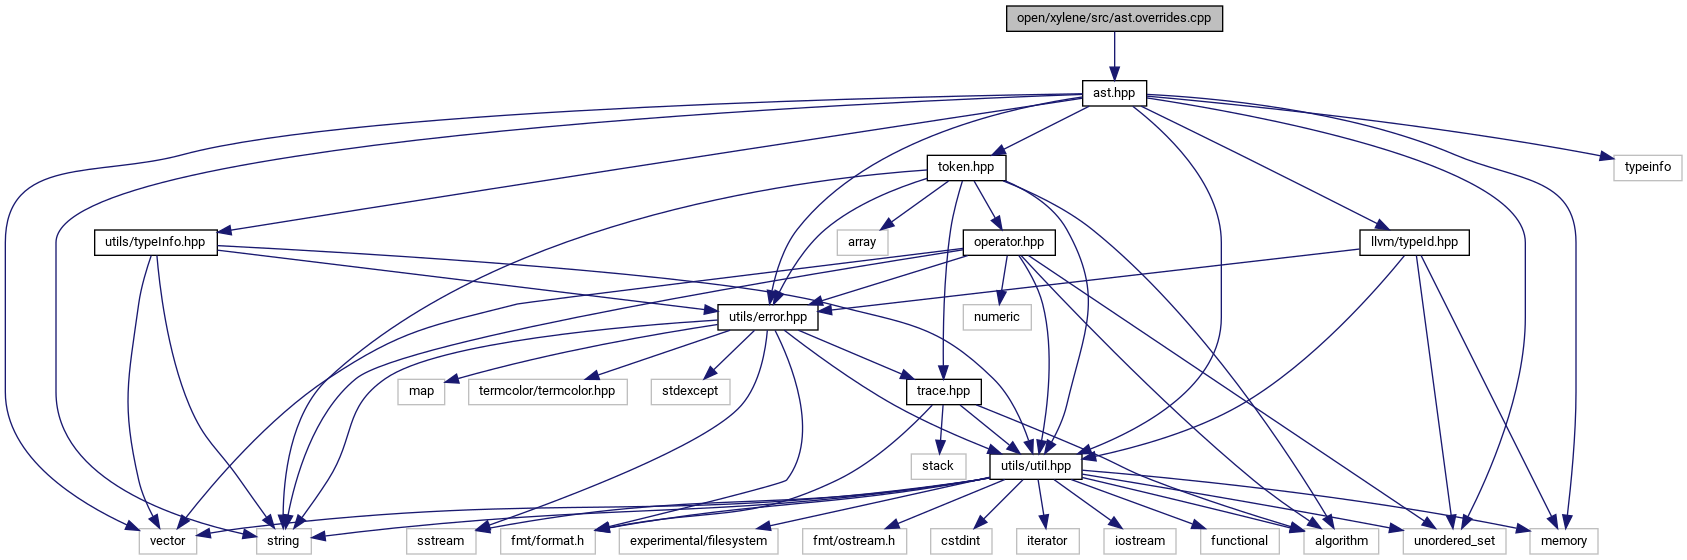 open/xylene/src/ast.overrides.cpp
ast.hpp
token.hpp
typeinfo
utils/typeInfo.hpp
array
operator.hpp
llvm/typeId.hpp
utils/error.hpp
numeric
map
termcolor/termcolor.hpp
stdexcept
trace.hpp
stack
utils/util.hpp
vector
string
sstream
fmt/format.h
experimental/filesystem
fmt/ostream.h
cstdint
iterator
iostream
functional
algorithm
unordered_set
memory